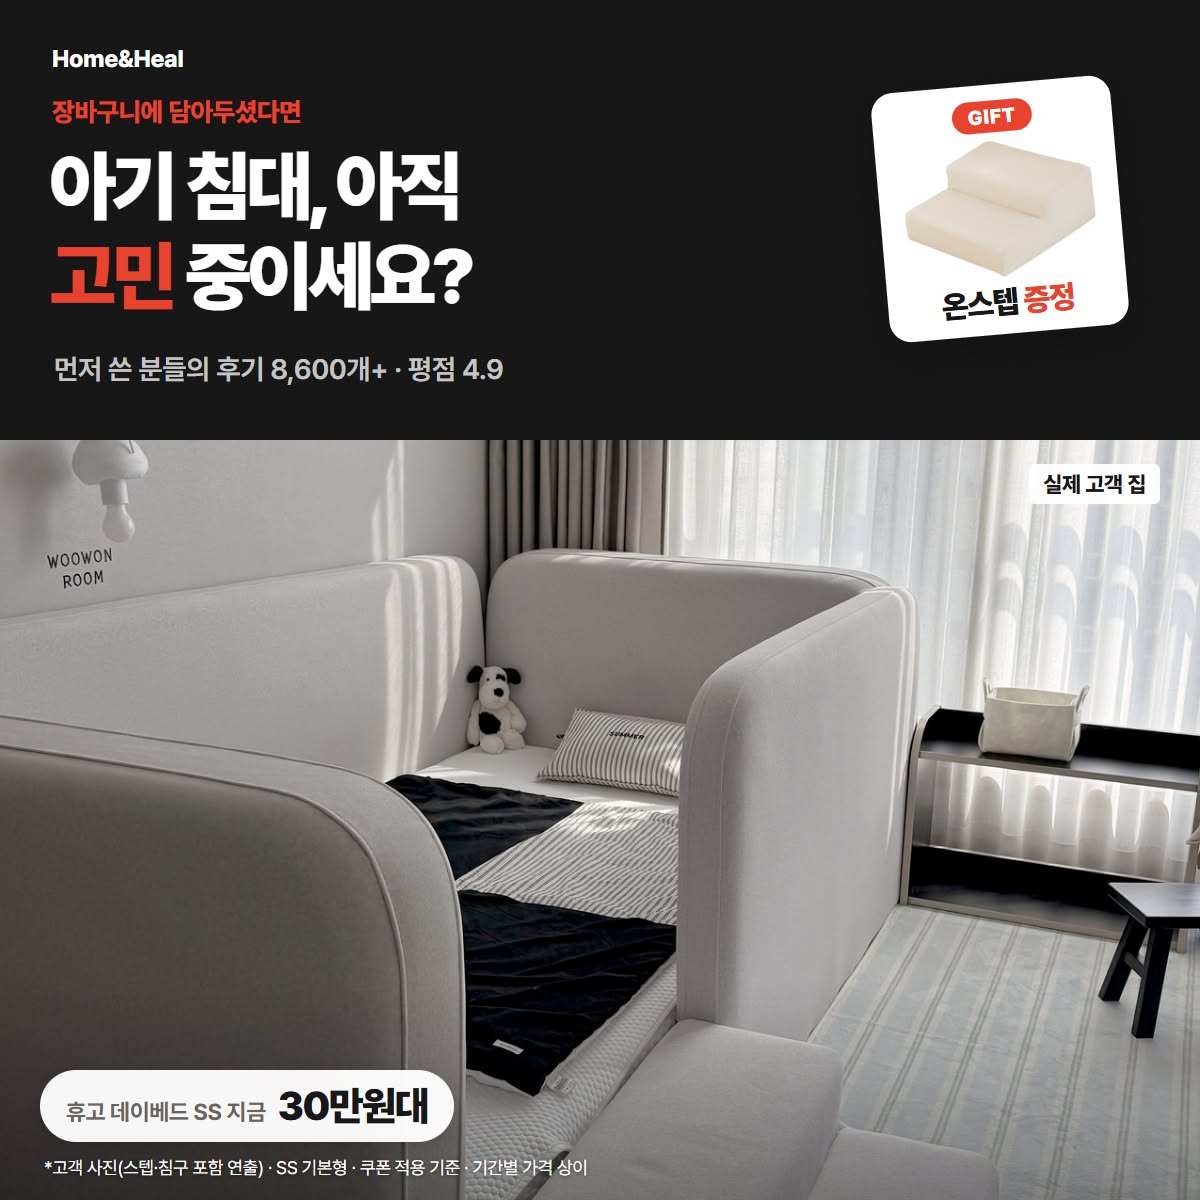 Home&Heal
장바구니에 담아두셨다면
아기 침대, 아직
고민 중이세요?
먼저 쓴 분들의 후기 8,600개+ · 평점 4.9
GIFT
온스텝 증정
실제 고객 집
WOOWON
ROOM
SUMMER
휴고 데이베드 SS 지금 30만원대
*고객 사진(스텝·침구 포함 연출) · SS 기본형 · 쿠폰 적용 기준 · 기간별 가격 상이